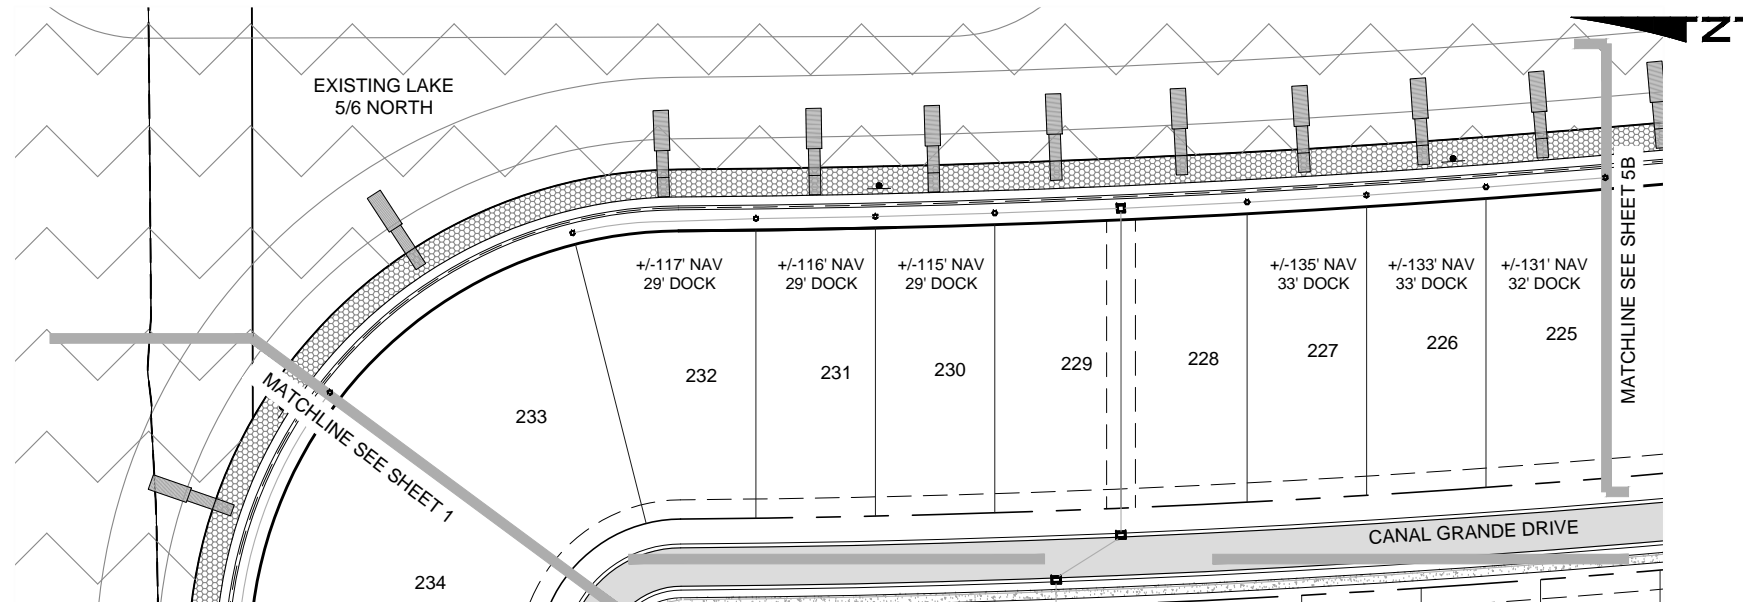 EXISTING LAKE
5/6 NORTH
N
+/-117' NAV
29' DOCK
+/-116' NAV
29' DOCK
+/-115' NAV
29' DOCK
+/-135' NAV
33' DOCK
+/-133' NAV
33' DOCK
+/-131' NAV
32' DOCK
232
231
230
229
228
227
226
225
233
234
MATCHLINE SEE SHEET 1
MATCHLINE SEE SHEET 5B
CANAL GRANDE DRIVE